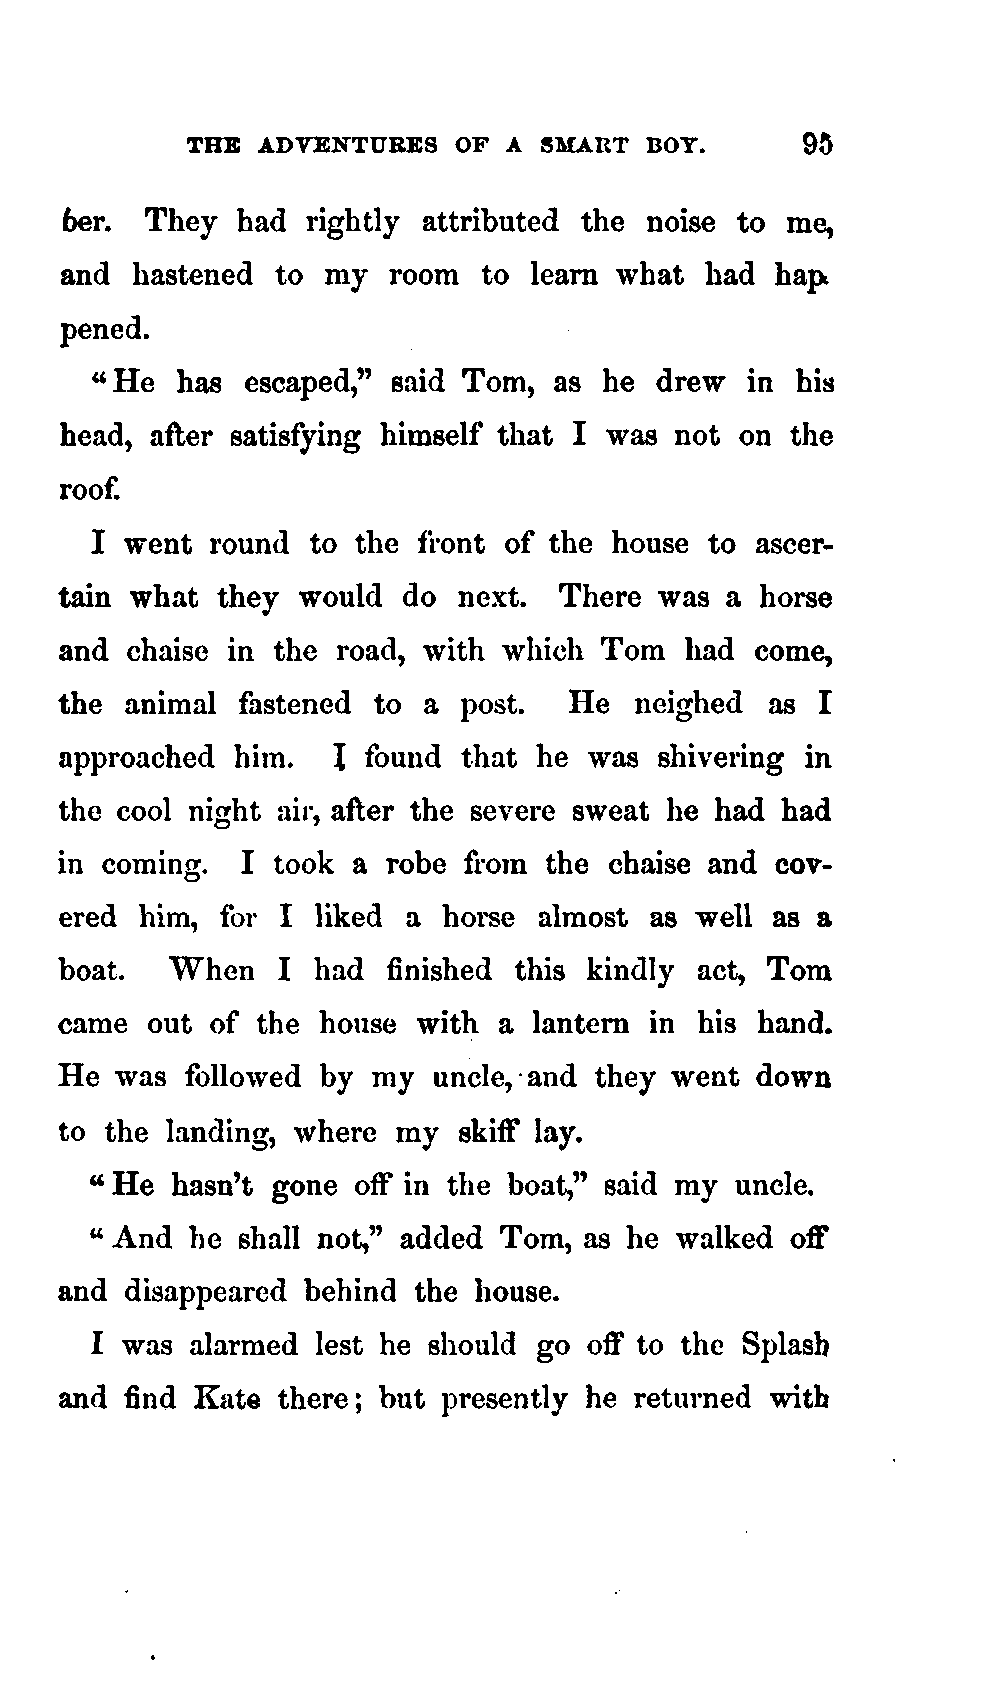 THE ADVENTURES OF A SMART BOY. 95
ber. They had rightly attributed the noise to me,
and hastened to my room to learn what had hap-
pened.
“He has escaped,” said Tom, as he drew in his
head, after satisfying himself that I was not on the
roof.
I went round to the front of the house to ascer-
tain what they would do next. There was a horse
and chaise in the road, with which Tom had come,
the animal fastened to a post. He neighed as I
approached him. I found that he was shivering in
the cool night air, after the severe sweat he had had
in coming. I took a robe from the chaise and cov-
ered him, for I liked a horse almost as well as a
boat. When I had finished this kindly act, Tom
came out of the house with a lantern in his hand.
He was followed by my uncle, and they went down
to the landing, where my skiff lay.
“He hasn’t gone off in the boat,” said my uncle.
“And he shall not,” added Tom, as he walked off
and disappeared behind the house.
I was alarmed lest he should go off to the Splash
and find Kate there; but presently he returned with